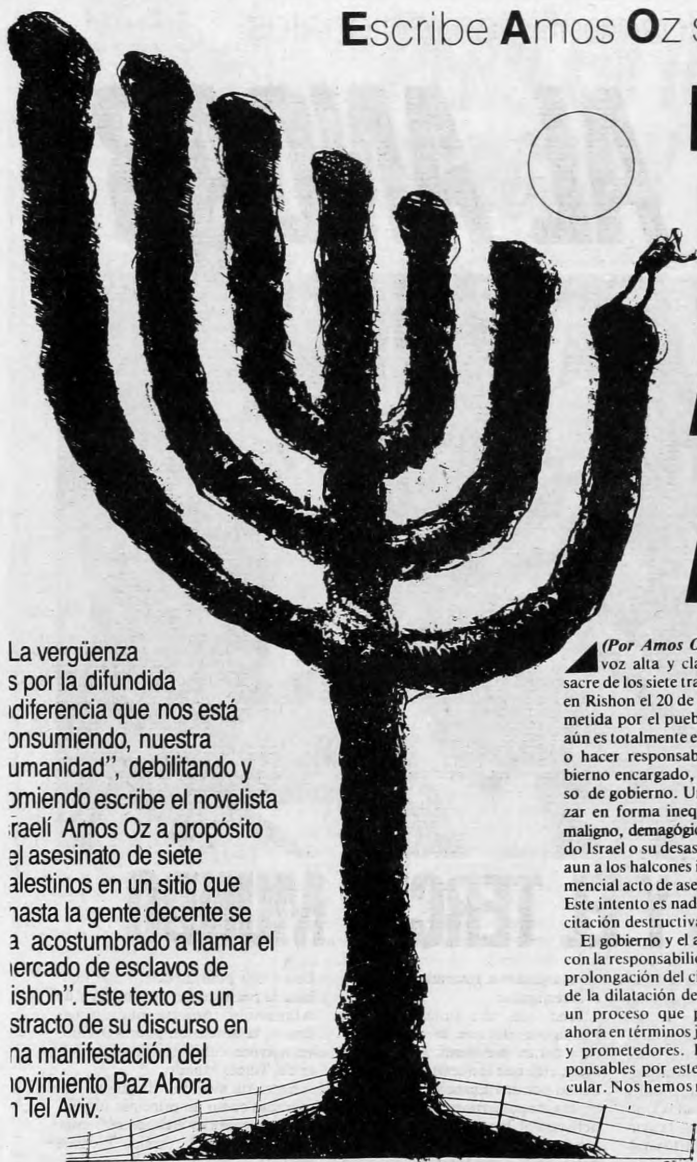 Escribe Amos Oz s
La vergüenza
s por la difundida
ndiferencia que nos está
onsumiendo, nuestra
umanidad", debilitando y
omiendo escribe el novelista
sraelí Amos Oz a propósito
el asesinato de siete
alestinos en un sitio que
hasta la gente decente se
a acostumbrado a llamar el
nercado de esclavos de
ishon". Este texto es un
stracto de su discurso en
na manifestación del
novimiento Paz Ahora
n Tel Aviv.
(Por Amos O
voz alta y cla
sacre de los siete tra
en Rishon el 20 de
metida por el pueb
aún es totalmente e
o hacer responsab
bierno encargado,
so de gobierno. U
zar en forma ineq
maligno, demagógic
do Israel o su desas
aun a los halcones i
mencial acto de ase
Este intento es nad
citación destructiva
El gobierno y el a
con la responsabilid
prolongación del c
de la dilatación de
un proceso que p
ahora en términos j
y prometedores. 
ponsables por este
cular. Nos hemos r